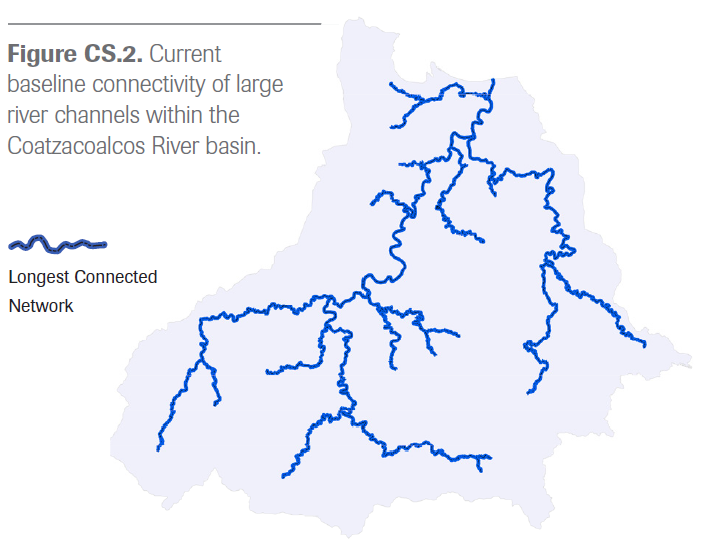 Figure CS.2. Current
baseline connectivity of large
river channels within the
Coatzacoalcos River basin.
Longest Connected
Network